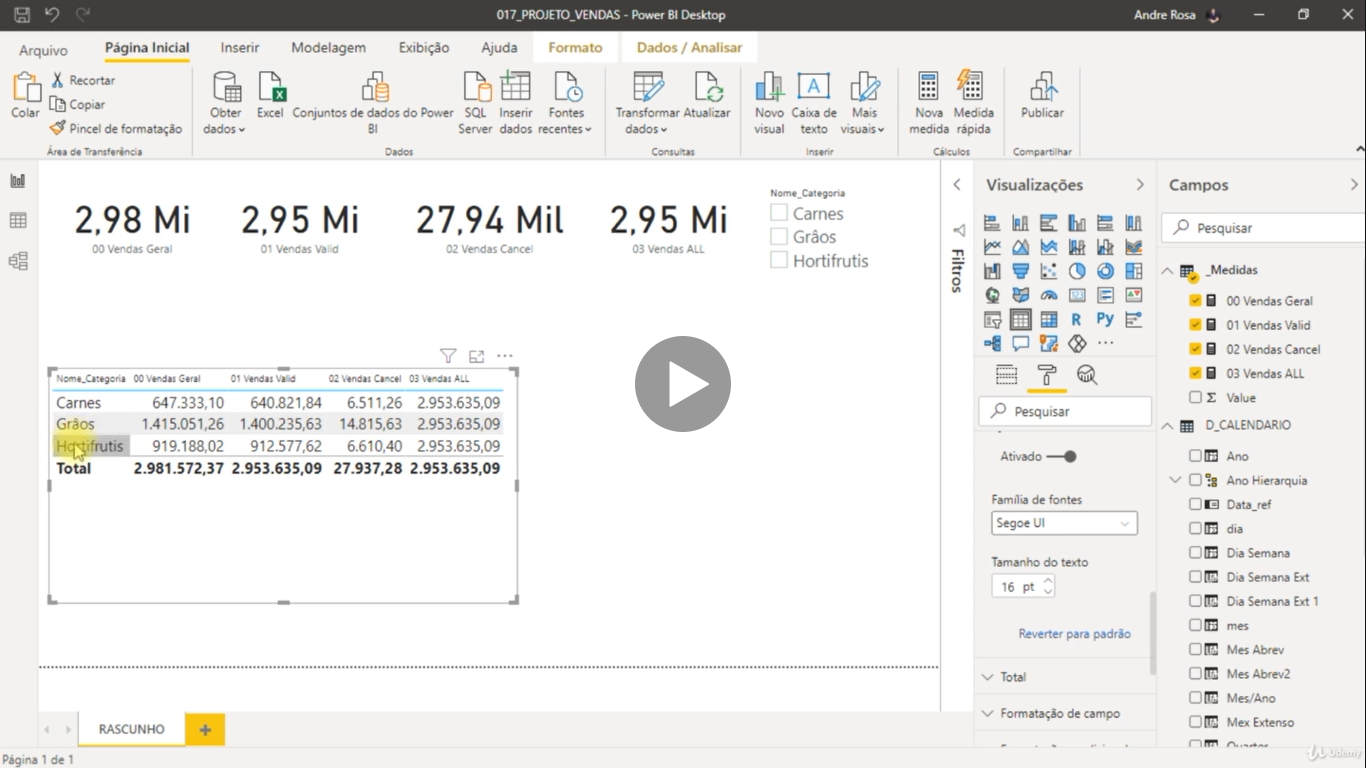 017_PROJETO_VENDAS - Power BI Desktop
Andre Rosa
Arquivo
Página Inicial
Inserir
Modelagem
Exibição
Ajuda
Formato
Dados / Analisar
Colar
Recortar
Copiar
Pincel de formatação
Área de Transferência
Obter
dados
Excel
Conjuntos de dados do Power
BI
SQL
Server
Inserir
dados
Fontes
recentes
Dados
Transformar
dados
Atualizar
Consultas
Novo
visual
Caixa de
texto
Mais
visuais
Inserir
Nova
medida
Medida
rápida
Cálculos
Publicar
Compartilhar
2,98 Mi
00 Vendas Geral
2,95 Mi
01 Vendas Valid
27,94 Mil
02 Vendas Cancel
2,95 Mi
03 Vendas ALL
Nome_Categoria
Carnes
Grãos
Hortifrutis
Nome_Categoria 00 Vendas Geral 01 Vendas Valid 02 Vendas Cancel 03 Vendas ALL
Carnes 647.333,10 640.821,84 6.511,26 2.953.635,09
Grãos 1.415.051,26 1.400.235,63 14.815,63 2.953.635,09
Hortifrutis 919.188,02 912.577,62 6.610,40 2.953.635,09
Total 2.981.572,37 2.953.635,09 27.937,28 2.953.635,09
Filtros
Visualizações
R Py
Pesquisar
Ativado
Família de fontes
Segoe UI
Tamanho do texto
16 pt
Reverter para padrão
Total
Formatação de campo
Campos
Pesquisar
_Medidas
00 Vendas Geral
01 Vendas Valid
02 Vendas Cancel
03 Vendas ALL
Value
D_CALENDARIO
Ano
Ano Hierarquia
Data_ref
dia
Dia Semana
Dia Semana Ext
Dia Semana Ext 1
mes
Mes Abrev
Mes Abrev2
Mes/Ano
Mex Extenso
Quarter
RASCUNHO
Página 1 de 1
Udemy